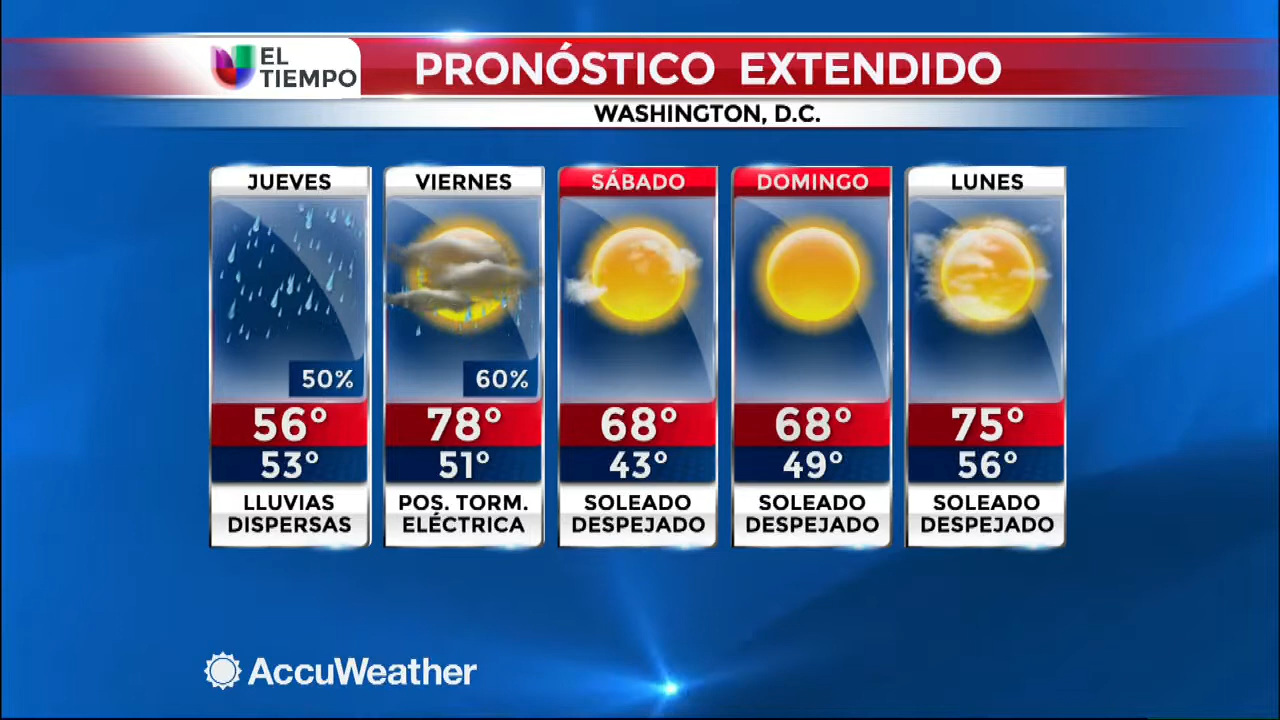 EL
TIEMPO
PRONÓSTICO EXTENDIDO
WASHINGTON, D.C.
JUEVES
50%
56°
53°
LLUVIAS
DISPERSAS
VIERNES
60%
78°
51°
POS. TORM.
ELÉCTRICA
SÁBADO
68°
43°
SOLEADO
DESPEJADO
DOMINGO
68°
49°
SOLEADO
DESPEJADO
LUNES
75°
56°
SOLEADO
DESPEJADO
AccuWeather